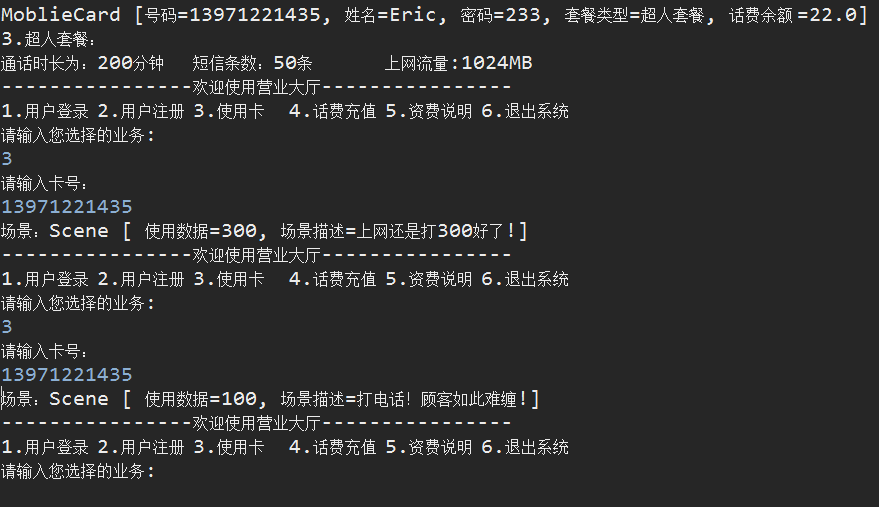 MoblieCard [号码=13971221435, 姓名=Eric, 密码=233, 套餐类型=超人套餐, 话费余额=22.0]
3.超人套餐：
通话时长为：200分钟   短信条数：50条       上网流量:1024MB
----------------欢迎使用营业大厅----------------
1.用户登录 2.用户注册 3.使用卡  4.话费充值 5.资费说明 6.退出系统
请输入您选择的业务:
3
请输入卡号:
13971221435
场景：Scene [ 使用数据=300, 场景描述=上网还是打300好了!]
----------------欢迎使用营业大厅----------------
1.用户登录 2.用户注册 3.使用卡  4.话费充值 5.资费说明 6.退出系统
请输入您选择的业务:
3
请输入卡号:
13971221435
场景：Scene [ 使用数据=100, 场景描述=打电话！顾客如此难缠!]
----------------欢迎使用营业大厅----------------
1.用户登录 2.用户注册 3.使用卡  4.话费充值 5.资费说明 6.退出系统
请输入您选择的业务: